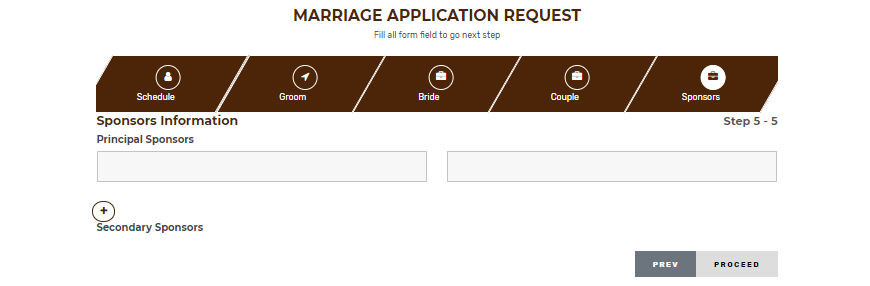 MARRIAGE APPLICATION REQUEST
Fill all form field to go next step
Schedule Groom Bride Couple Sponsors
Sponsors Information Step 5 - 5
Principal Sponsors
+
Secondary Sponsors
PREV PROCEED